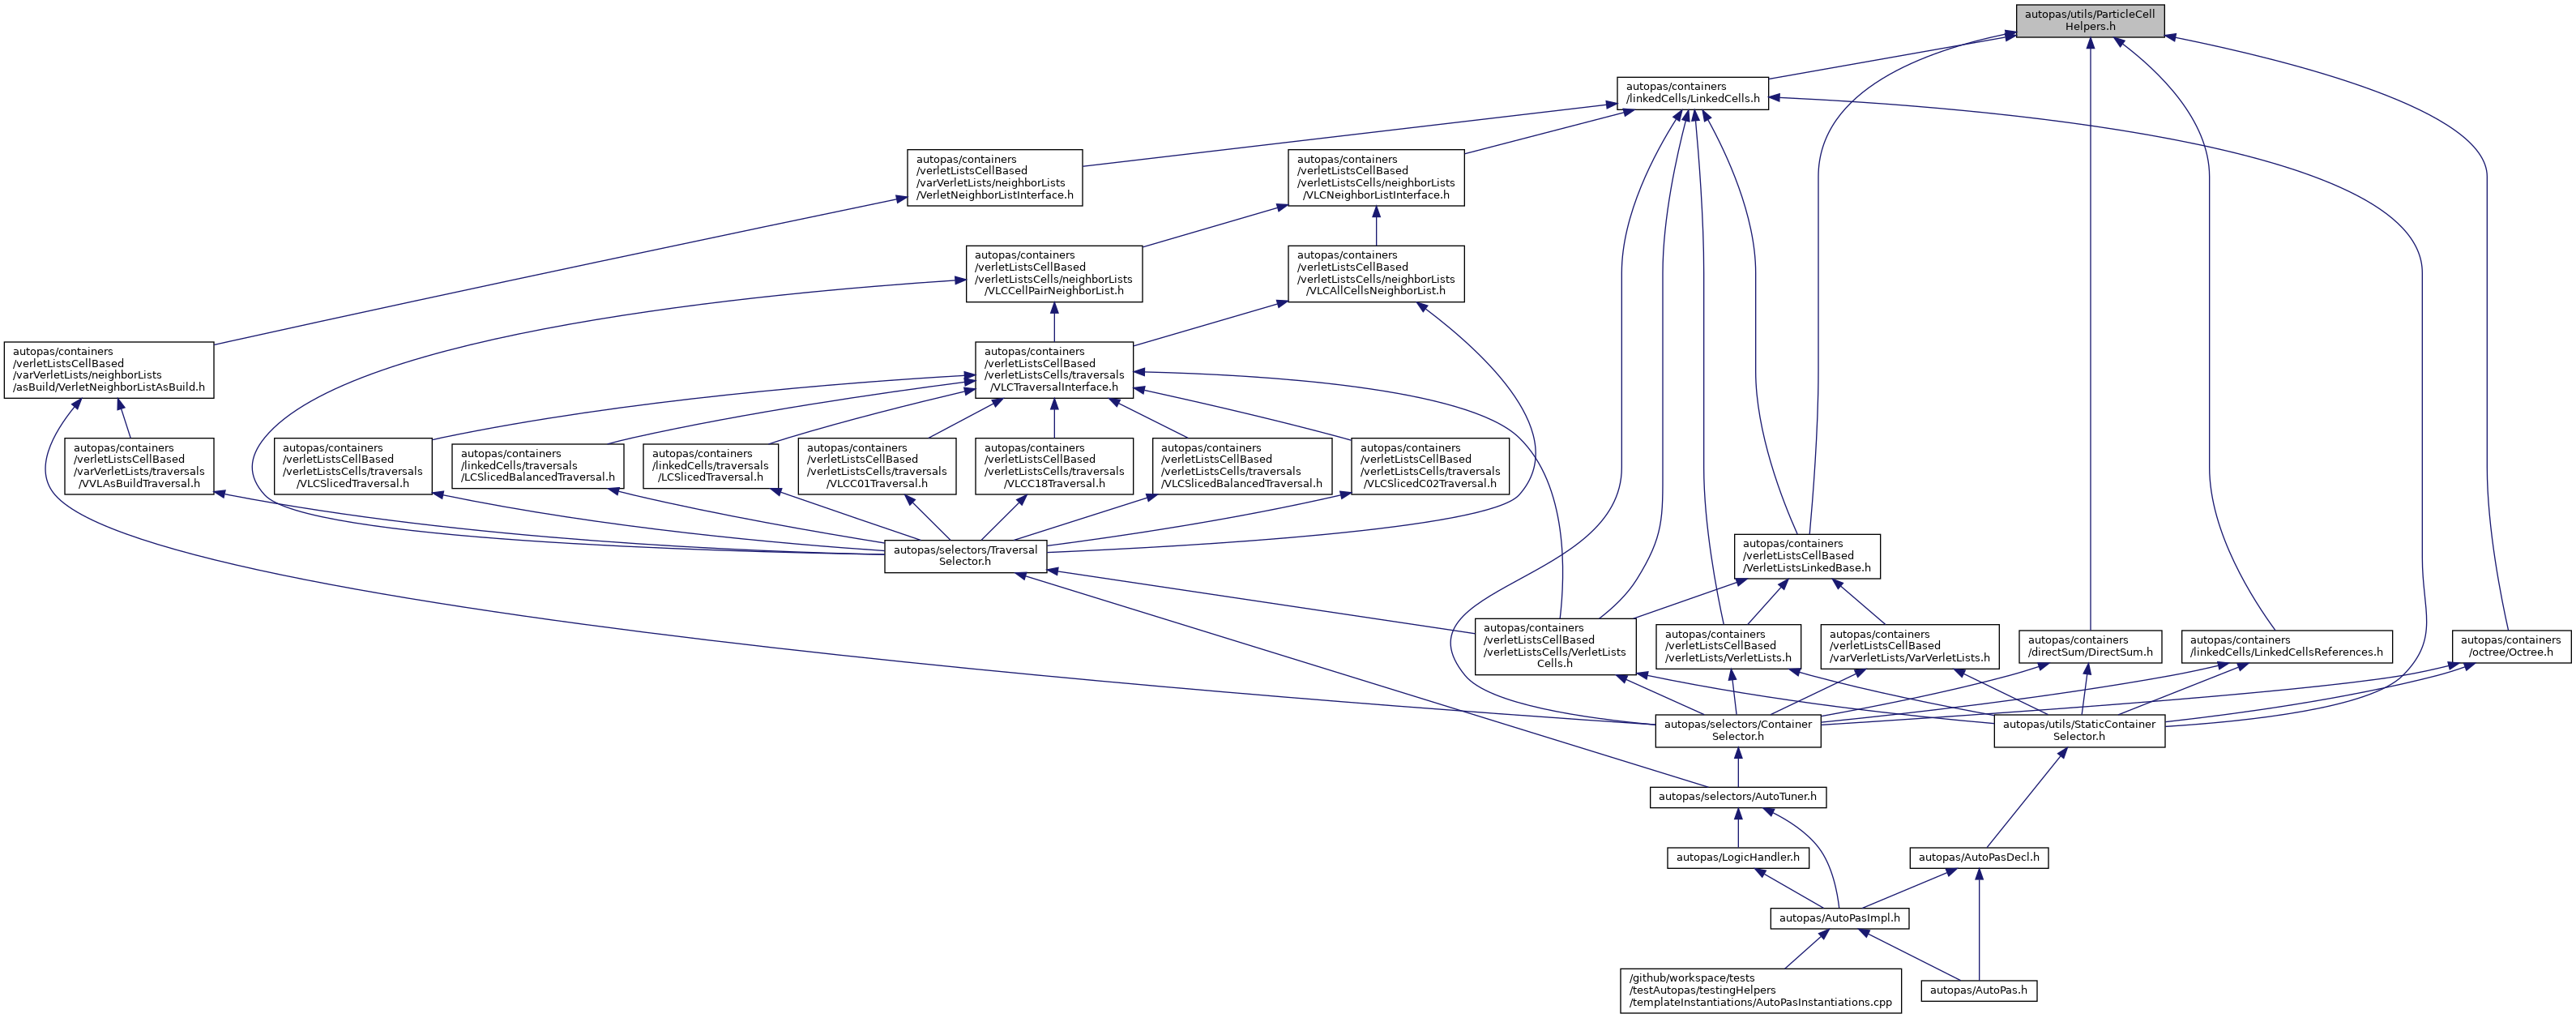 autopas/utils/ParticleCell
Helpers.h
autopas/containers
/linkedCells/LinkedCells.h
autopas/containers
/verletListsCellBased
/varVerletLists/neighborLists
/VerletNeighborListInterface.h
autopas/containers
/verletListsCellBased
/verletListsCells/neighborLists
/VLCNeighborListInterface.h
autopas/containers
/verletListsCellBased
/verletListsCells/neighborLists
/VLCCellPairNeighborList.h
autopas/containers
/verletListsCellBased
/verletListsCells/neighborLists
/VLCAllCellsNeighborList.h
autopas/containers
/verletListsCellBased
/varVerletLists/neighborLists
/asBuild/VerletNeighborListAsBuild.h
autopas/containers
/verletListsCellBased
/verletListsCells/traversals
/VLCTraversalInterface.h
autopas/containers
/verletListsCellBased
/varVerletLists/traversals
/VVLAsBuildTraversal.h
autopas/containers
/verletListsCellBased
/verletListsCells/traversals
/VLCSlicedTraversal.h
autopas/containers
/linkedCells/traversals
/LCSlicedBalancedTraversal.h
autopas/containers
/linkedCells/traversals
/LCSlicedTraversal.h
autopas/containers
/verletListsCellBased
/verletListsCells/traversals
/VLCC01Traversal.h
autopas/containers
/verletListsCellBased
/verletListsCells/traversals
/VLCC18Traversal.h
autopas/containers
/verletListsCellBased
/verletListsCells/traversals
/VLCSlicedBalancedTraversal.h
autopas/containers
/verletListsCellBased
/verletListsCells/traversals
/VLCSlicedC02Traversal.h
autopas/selectors/Traversal
Selector.h
autopas/containers
/verletListsCellBased
/VerletListsLinkedBase.h
autopas/containers
/verletListsCellBased
/verletListsCells/VerletLists
Cells.h
autopas/containers
/verletListsCellBased
/verletLists/VerletLists.h
autopas/containers
/verletListsCellBased
/varVerletLists/VarVerletLists.h
autopas/containers
/directSum/DirectSum.h
autopas/containers
/linkedCells/LinkedCellsReferences.h
autopas/containers
/octree/Octree.h
autopas/selectors/Container
Selector.h
autopas/utils/StaticContainer
Selector.h
autopas/selectors/AutoTuner.h
autopas/LogicHandler.h
autopas/AutoPasDecl.h
autopas/AutoPasImpl.h
/github/workspace/tests
/testAutopas/testingHelpers
/templateInstantiations/AutoPasInstantiations.cpp
autopas/AutoPas.h